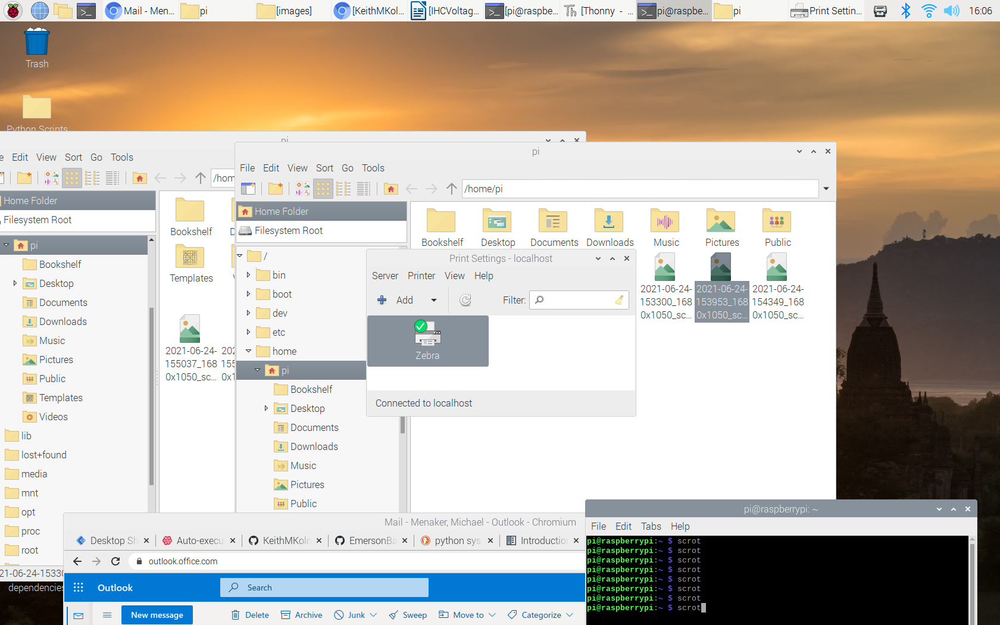 Mail - Mena...
pi
[images]
[KeithMKol...
[IHCVoltag...
[pi@raspbe...
[Thonny - ...
pi@raspbe...
pi
Print Settin...
16:06
Trash
Python Scripts
pi
Edit View Sort Go Tools
Home Folder
Filesystem Root
pi
Bookshelf
Desktop
Documents
Downloads
Music
Pictures
Public
Templates
Videos
lib
lost+found
media
mnt
opt
proc
root
Bookshelf
Templates
2021-06-24-
155037_168
0x1050_sc...
21-06-24-1533
dependencies
pi
File Edit View Sort Go Tools
/home/pi
Home Folder
Filesystem Root
/
bin
boot
dev
etc
home
pi
Bookshelf
Desktop
Documents
Downloads
Music
Pictures
Public
Bookshelf Desktop Documents Downloads Music Pictures Public
2021-06-24-
153300_168
0x1050_sc...
2021-06-24-
153953_168
0x1050_sc...
2021-06-24-
154349_168
0x1050_sc...
Print Settings - localhost
Server Printer View Help
Add Filter:
Zebra
Connected to localhost
Mail - Menaker, Michael - Outlook - Chromium
Desktop Sh
Auto-execu
KeithMKoln
EmersonBa
python sys
Introduction
outlook.office.com
Outlook Search
New message Delete Archive Junk Sweep Move to Categorize
pi@raspberrypi: ~
File Edit Tabs Help
pi@raspberrypi:~ $ scrot
pi@raspberrypi:~ $ scrot
pi@raspberrypi:~ $ scrot
pi@raspberrypi:~ $ scrot
pi@raspberrypi:~ $ scrot
pi@raspberrypi:~ $ scrot
pi@raspberrypi:~ $ scrot
pi@raspberrypi:~ $ scrot